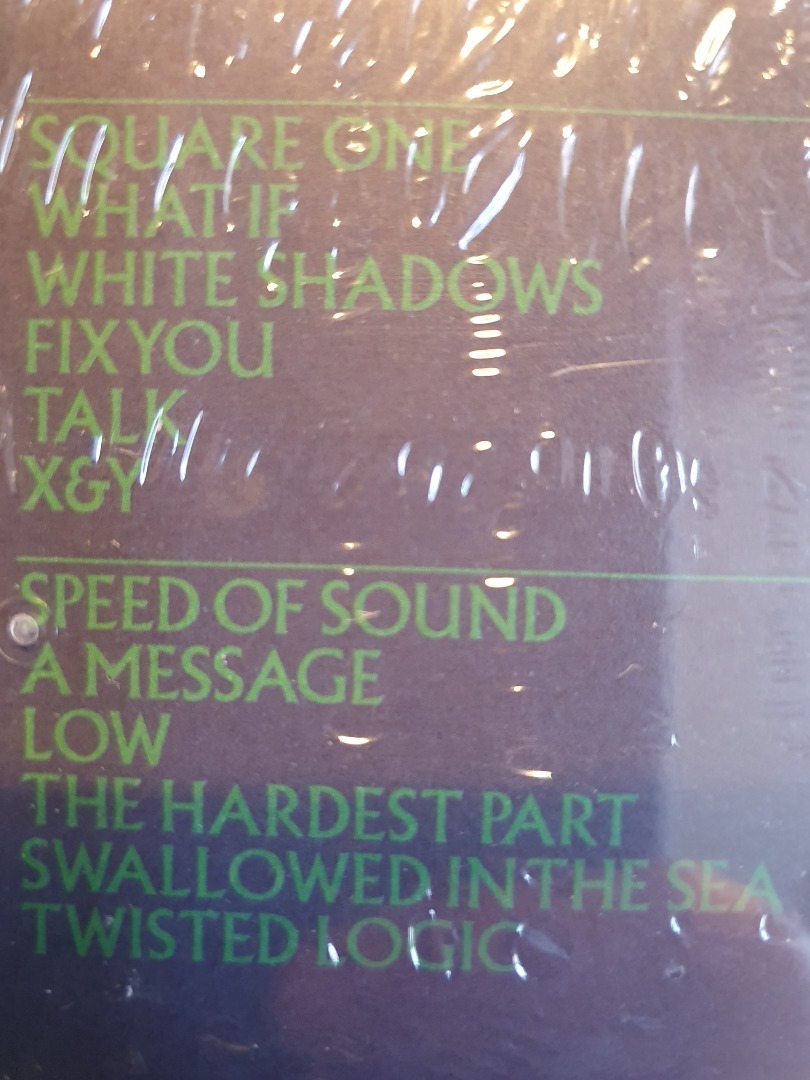 SQUARE ONE
WHAT IF
WHITE SHADOWS
FIX YOU
TALK
X&Y
SPEED OF SOUND
A MESSAGE
LOW
THE HARDEST PART
SWALLOWED IN THE SEA
TWISTED LOGIC